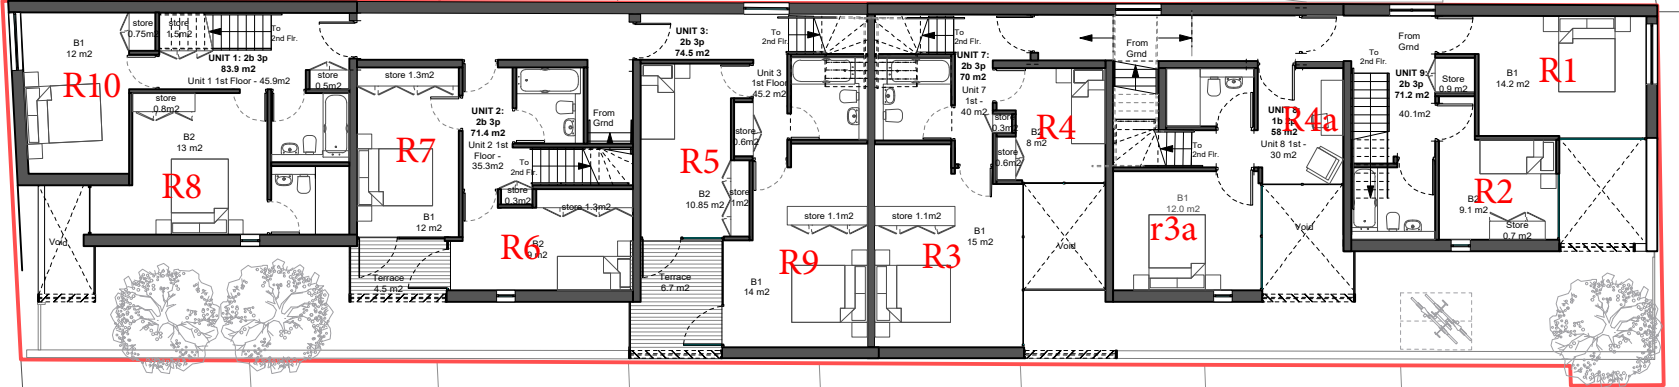 store
0.75m2
store
1.5m2
To
2nd Flr.
B1
12 m2
R10
UNIT 1: 2b 3p
83.9 m2
Unit 1 1st Floor - 45.9m2
store
0.5m2
store
0.8m2
B2
13 m2
R8
Void
store 1.3m2
R7
B1
12 m2
UNIT 2:
2b 3p
71.4 m2
Unit 2 1st
Floor -
35.3m2
From
Grnd
To
2nd Flr.
store
0.3m2
store 1.3m2
R6
B2
9 m2
Terrace
4.5 m2
UNIT 3:
2b 3p
74.5 m2
Unit 3
1st Floor
45.2 m2
To
2nd Flr.
store
0.6m2
R5
B2
10.85 m2
store
1m2
Terrace
6.7 m2
store 1.1m2
R9
B1
14 m2
store 1.1m2
R3
B1
15 m2
To
2nd Flr.
UNIT 7:
2b 3p
70 m2
Unit 7
1st -
40 m2
store
0.3m2
store
0.6m2
R4
B2
8 m2
Void
From
Grnd
To
2nd Flr.
UNIT 8:
1b 2p
58 m2
Unit 8 1st -
30 m2
R4a
B1
12.0 m2
r3a
Void
From
Grnd
To
2nd Flr.
UNIT 9:
2b 3p
71.2 m2
40.1m2
Store
0.9 m2
B1
14.2 m2
R1
R2
B2
9.1 m2
Store
0.7 m2